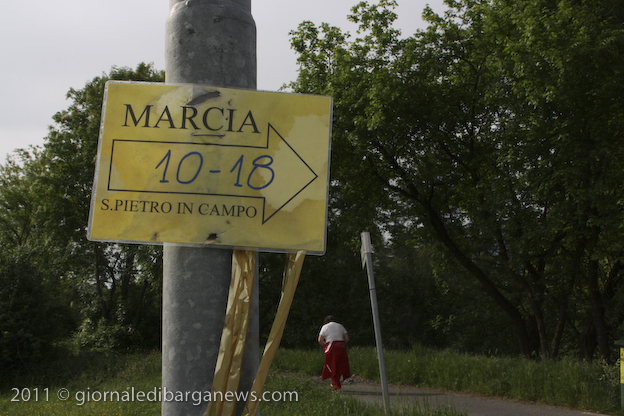 MARCIA
10-18
S.PIETRO IN CAMPO
2011 © giornaledibarganews.com